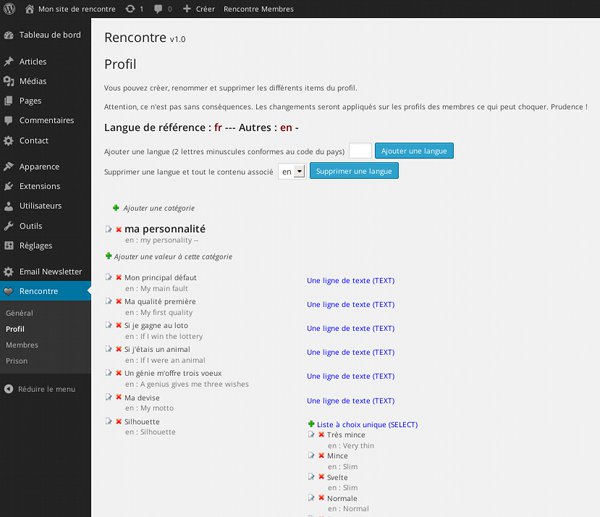 Mon site de rencontre 1 0 Créer Rencontre Membres
Tableau de bord
Articles
Médias
Pages
Commentaires
Contact
Apparence
Extensions
Utilisateurs
Outils
Réglages
Email Newsletter
Rencontre
Général
Profil
Membres
Prison
Réduire le menu
Rencontre v1.0
Profil
Vous pouvez créer, renommer et supprimer les différents items du profil.
Attention, ce n'est pas sans conséquences. Les changements seront appliqués sur les profils des membres ce qui peut choquer. Prudence !
Langue de référence : fr --- Autres : en -
Ajouter une langue (2 lettres minuscules conformes au code du pays) Ajouter une langue
Supprimer une langue et tout le contenu associé en Supprimer une langue
Ajouter une catégorie
ma personnalité
en : my personality --
Ajouter une valeur à cette catégorie
Mon principal défaut Une ligne de texte (TEXT)
en : My main fault
Ma qualité première Une ligne de texte (TEXT)
en : My first quality
Si je gagne au loto Une ligne de texte (TEXT)
en : If I win the lottery
Si j'étais un animal Une ligne de texte (TEXT)
en : If I were an animal
Un génie m'offre trois voeux Une ligne de texte (TEXT)
en : A genius gives me three wishes
Ma devise Une ligne de texte (TEXT)
en : My motto
Silhouette Liste à choix unique (SELECT)
en : Silhouette
Très mince
en : Very thin
Mince
en : Slim
Svelte
en : Slim
Normale
en : Normal